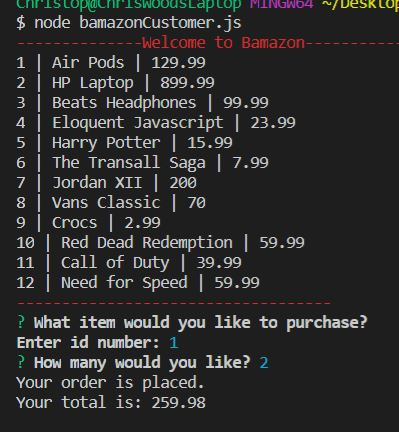 Christop@ChrisWoodsLaptop MINGW64 ~/Desktop
$ node bamazonCustomer.js
-------------Welcome to Bamazon----------
1 | Air Pods | 129.99
2 | HP Laptop | 899.99
3 | Beats Headphones | 99.99
4 | Eloquent Javascript | 23.99
5 | Harry Potter | 15.99
6 | The Transall Saga | 7.99
7 | Jordan XII | 200
8 | Vans Classic | 70
9 | Crocs | 2.99
10 | Red Dead Redemption | 59.99
11 | Call of Duty | 39.99
12 | Need for Speed | 59.99
---------------------------------
? What item would you like to purchase?
Enter id number: 1
? How many would you like? 2
Your order is placed.
Your total is: 259.98